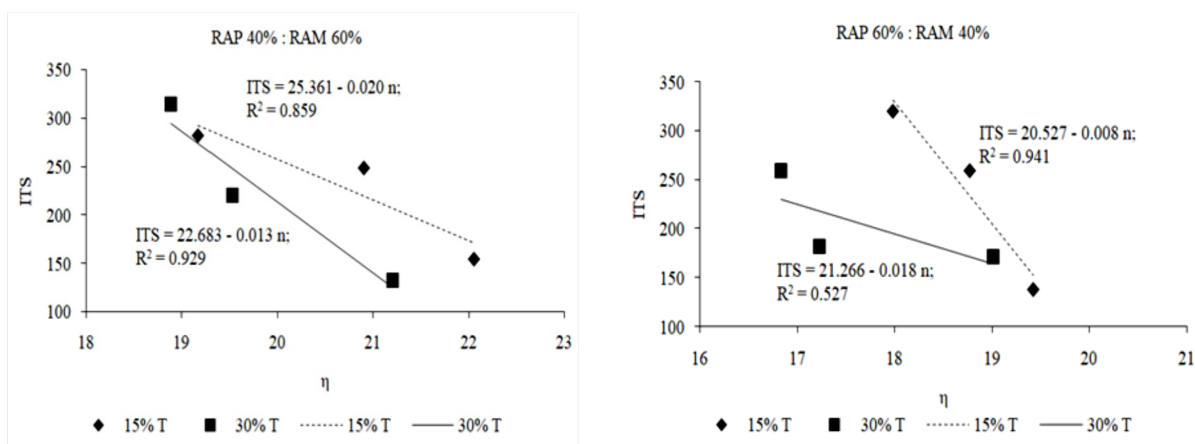 RAP 40% : RAM 60%
350
300
250
200
150
100
ITS
ITS = 25.361 - 0.020 n;
R² = 0.859
ITS = 22.683 - 0.013 n;
R² = 0.929
18 19 20 21 22 23
η
15% T 30% T 15% T 30% T
RAP 60% : RAM 40%
350
300
250
200
150
100
ITS
ITS = 20.527 - 0.008 n;
R² = 0.941
ITS = 21.266 - 0.018 n;
R² = 0.527
16 17 18 19 20 21
η
15% T 30% T 15% T 30% T